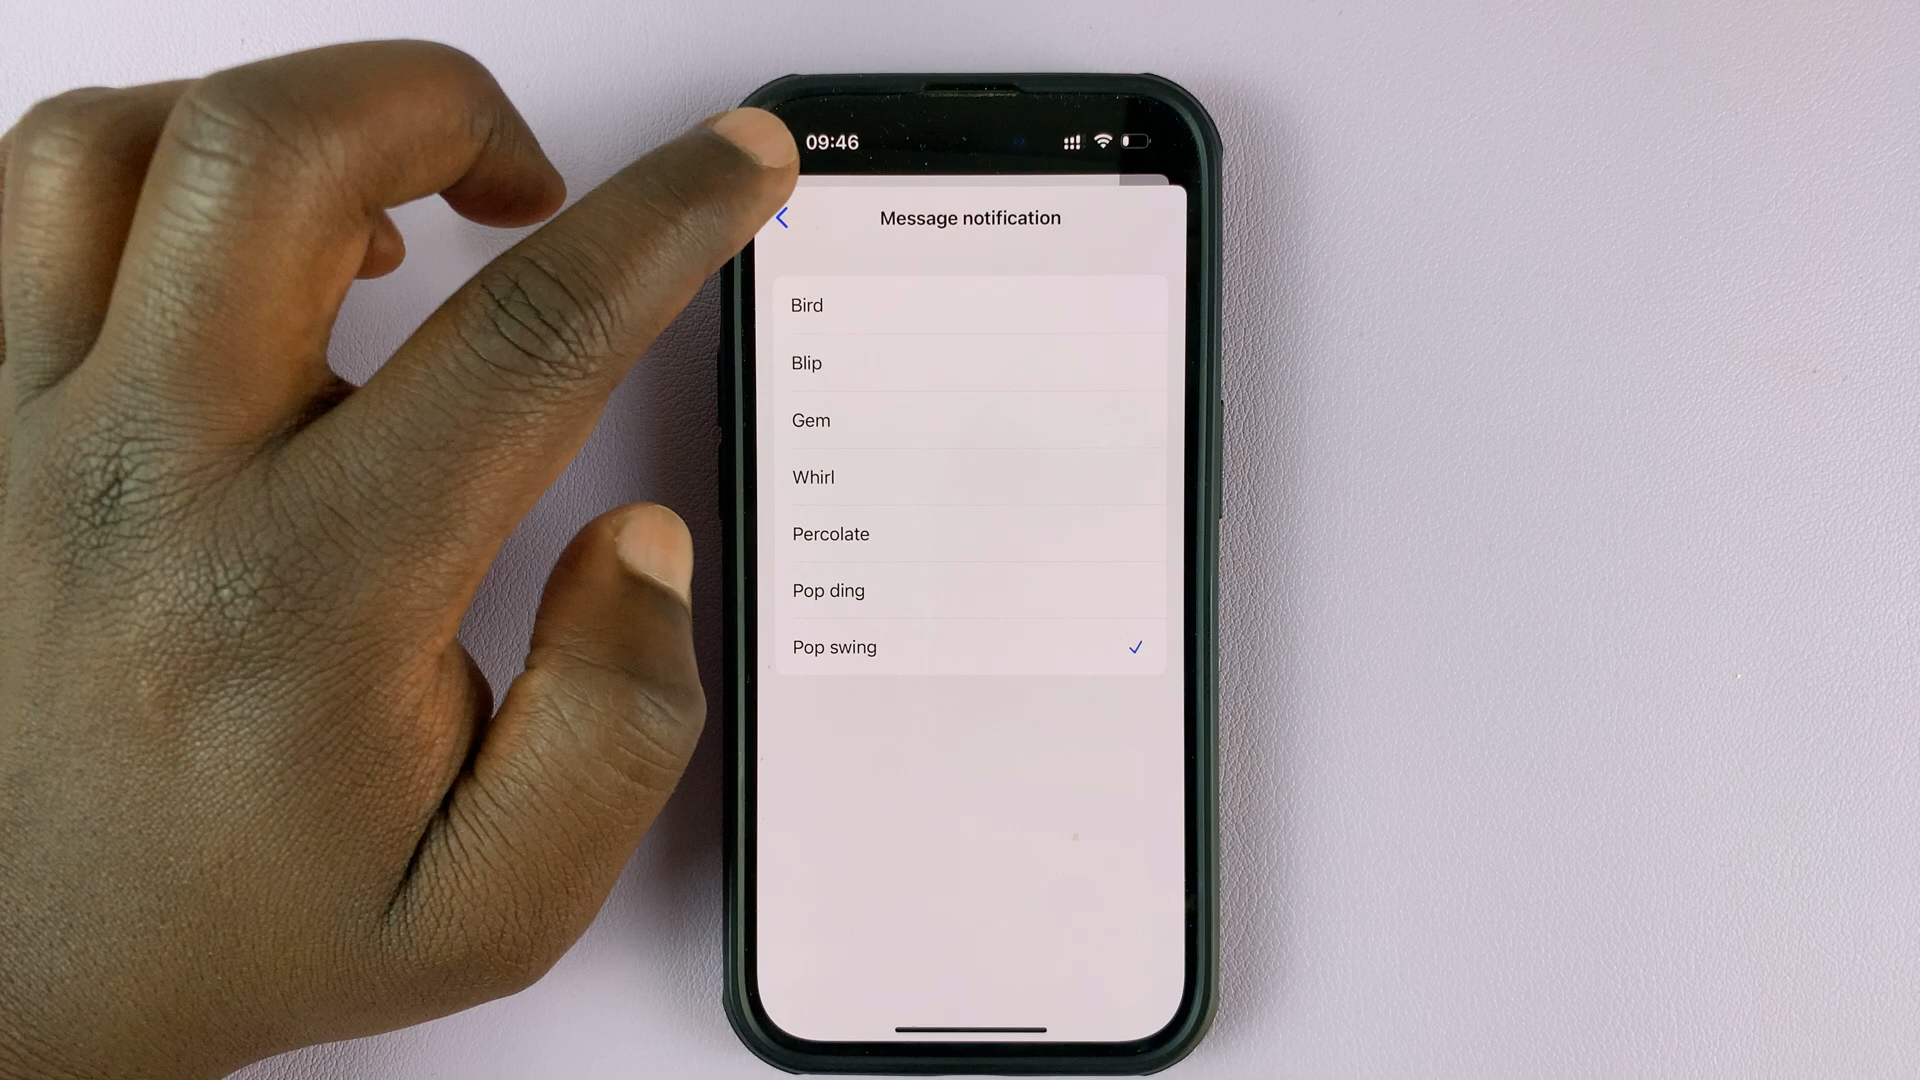 09:46
Message notification
Bird
Blip
Gem
Whirl
Percolate
Pop ding
Pop swing